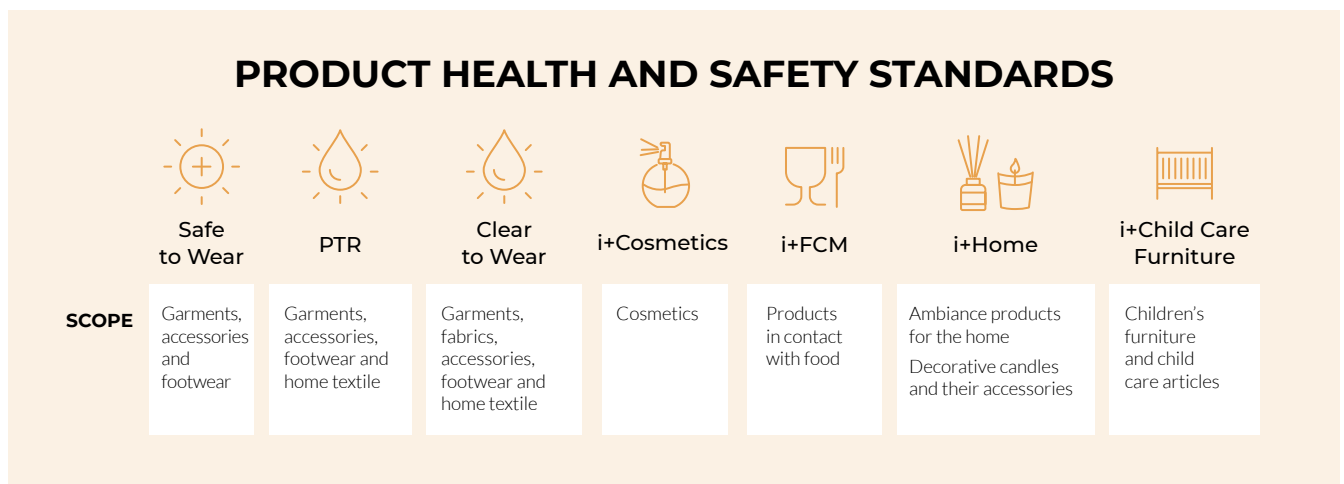 PRODUCT HEALTH AND SAFETY STANDARDS
Safe
to Wear
PTR
Clear
to Wear
i+Cosmetics
i+FCM
i+Home
i+Child Care
Furniture
SCOPE
Garments,
accessories
and
footwear
Garments,
accessories,
footwear and
home textile
Garments,
fabrics,
accessories,
footwear and
home textile
Cosmetics
Products
in contact
with food
Ambiance products
for the home
Decorative candles
and their accessories
Children’s
furniture
and child
care articles